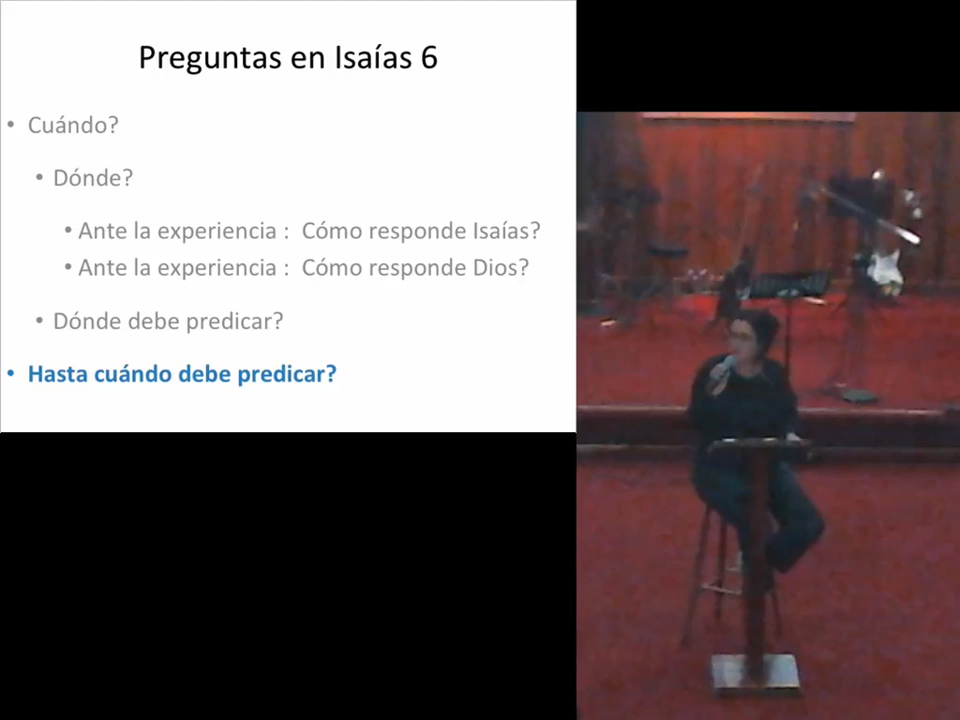 Preguntas en Isaías 6
• Cuándo?
• Dónde?
• Ante la experiencia : Cómo responde Isaías?
• Ante la experiencia : Cómo responde Dios?
• Dónde debe predicar?
• Hasta cuándo debe predicar?